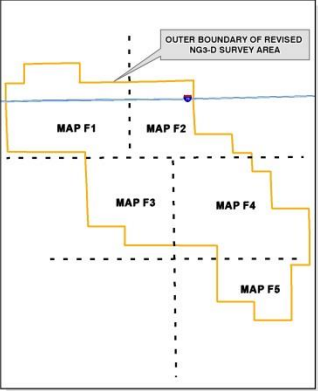 OUTER BOUNDARY OF REVISED
NG3-D SURVEY AREA
MAP F1
MAP F2
MAP F3
MAP F4
MAP F5